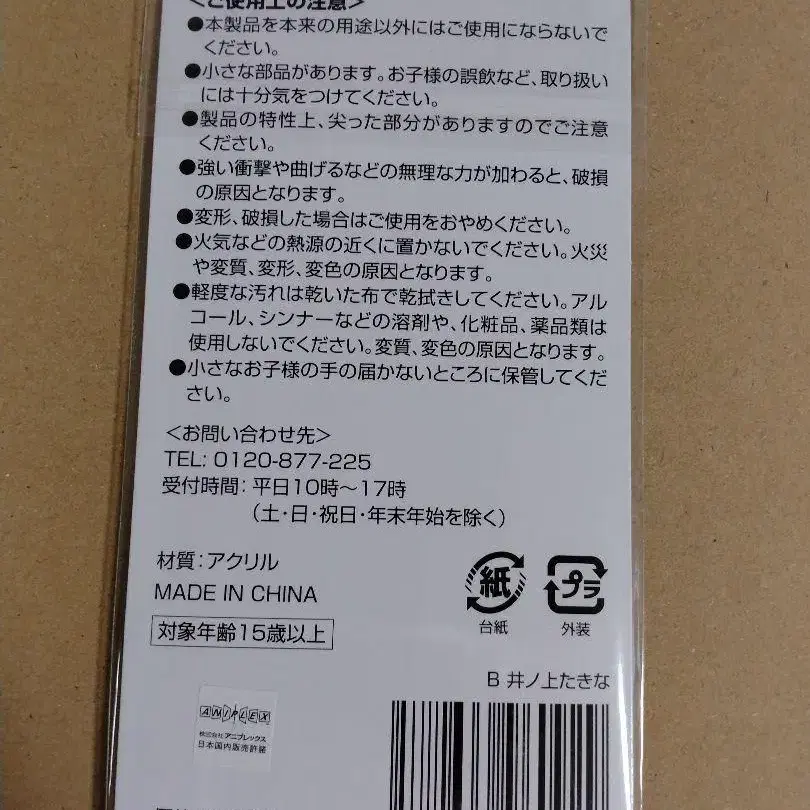 <ご使用上の注意>
●本製品を本来の用途以外にはご使用にならないで
ください。
●小さな部品があります。お子様の誤飲など、取り扱い
には十分気をつけてください。
●製品の特性上、尖った部分がありますのでご注意
ください。
●強い衝撃や曲げるなどの無理な力が加わると、破損
の原因となります。
●変形、破損した場合はご使用をおやめください。
●火気などの熱源の近くに置かないでください。火災
や変質、変形、変色の原因となります。
●軽度な汚れは乾いた布で乾拭きしてください。アル
コール、シンナーなどの溶剤や、化粧品、薬品類は
使用しないでください。変質、変色の原因となります。
●小さなお子様の手の届かないところに保管してくだ
さい。
<お問い合わせ先>
TEL: 0120-877-225
受付時間：平日10時～17時
（土・日・祝日・年末年始を除く）
材質：アクリル
MADE IN CHINA
対象年齢15歳以上
紙
台紙
プラ
外装
B 井ノ上たきな
ANIPLEX
株式会社アニプレックス
日本国内販売許諾